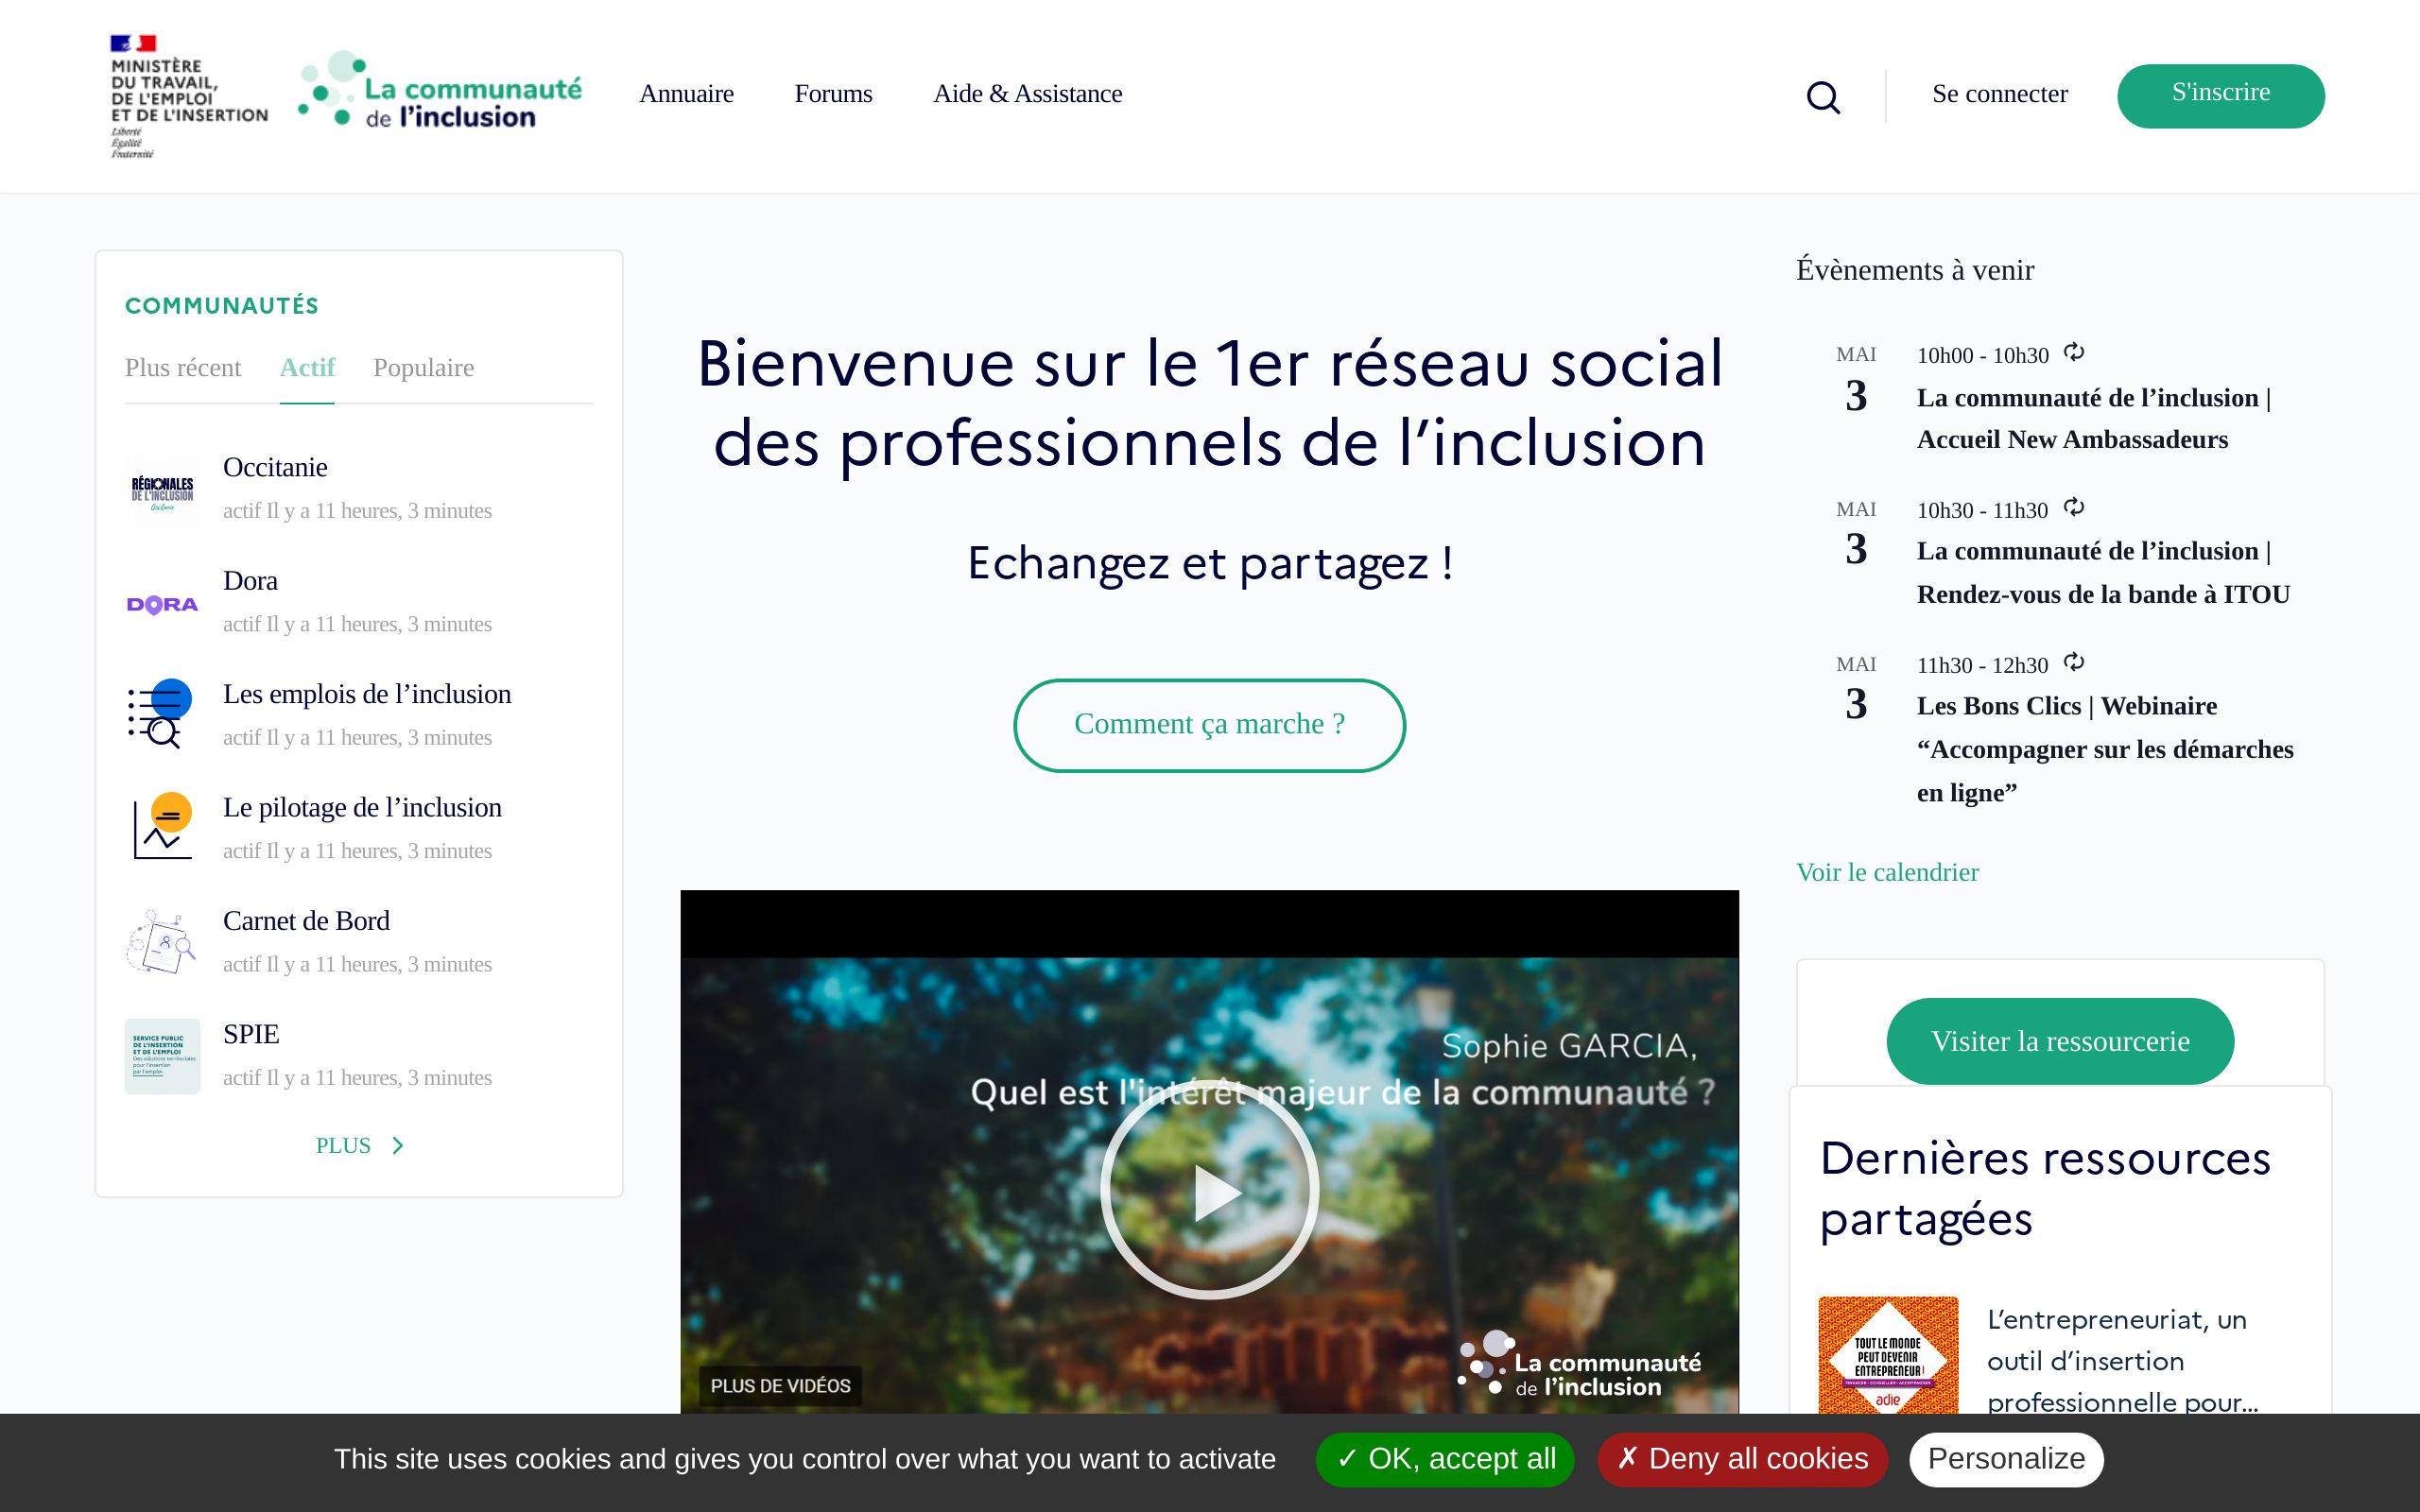 MINISTÈRE
DU TRAVAIL,
DE L'EMPLOI
ET DE L'INSERTION
Liberté
Égalité
Fraternité
La communauté
de l'inclusion
Annuaire
Forums
Aide & Assistance
Se connecter
S'inscrire
COMMUNAUTÉS
Plus récent
Actif
Populaire
RÉGIONALES
DE L'INCLUSION
Occitanie
Occitanie
actif Il y a 11 heures, 3 minutes
DORA
Dora
actif Il y a 11 heures, 3 minutes
Les emplois de l’inclusion
actif Il y a 11 heures, 3 minutes
Le pilotage de l’inclusion
actif Il y a 11 heures, 3 minutes
Carnet de Bord
actif Il y a 11 heures, 3 minutes
SERVICE PUBLIC
DE L'INSERTION
ET DE L'EMPLOI
Des solutions territoriales
pour l'insertion
par l'emploi
SPIE
actif Il y a 11 heures, 3 minutes
PLUS
Bienvenue sur le 1er réseau social
des professionnels de l’inclusion
Echangez et partagez !
Comment ça marche ?
Sophie GARCIA,
Quel est l'intérêt majeur de la communauté ?
PLUS DE VIDÉOS
La communauté
de l'inclusion
Évènements à venir
MAI
3
10h00 - 10h30
La communauté de l’inclusion |
Accueil New Ambassadeurs
MAI
3
10h30 - 11h30
La communauté de l’inclusion |
Rendez-vous de la bande à ITOU
MAI
3
11h30 - 12h30
Les Bons Clics | Webinaire
“Accompagner sur les démarches
en ligne”
Voir le calendrier
Visiter la ressourcerie
Dernières ressources
partagées
TOUT LE MONDE
PEUT DEVENIR
ENTREPRENEUR !
FINANCER • CONSEILLER • ACCOMPAGNER
adie
L’entrepreneuriat, un
outil d’insertion
professionnelle pour…
This site uses cookies and gives you control over what you want to activate
✓ OK, accept all
✗ Deny all cookies
Personalize